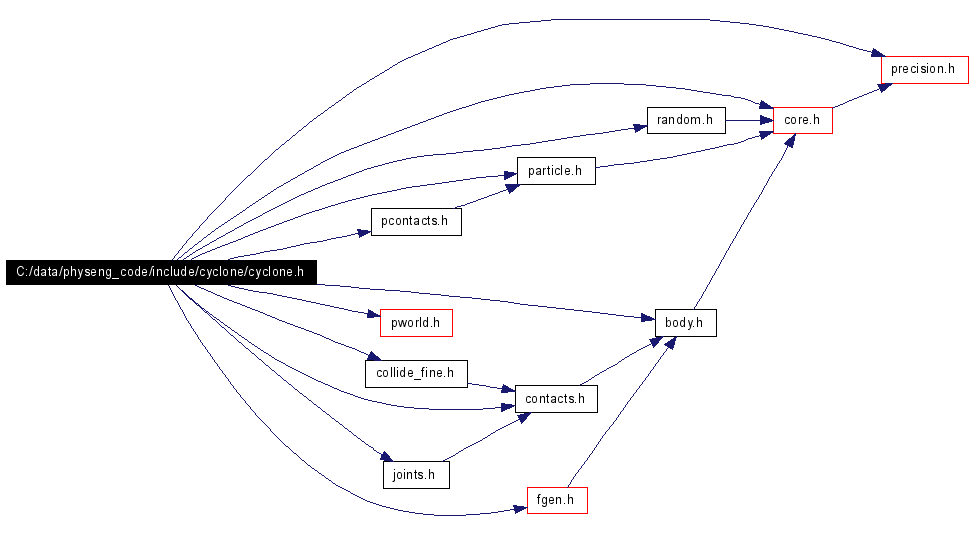 precision.h
random.h
core.h
particle.h
pcontacts.h
C:/data/physeng_code/include/cyclone/cyclone.h
pworld.h
body.h
collide_fine.h
contacts.h
joints.h
fgen.h